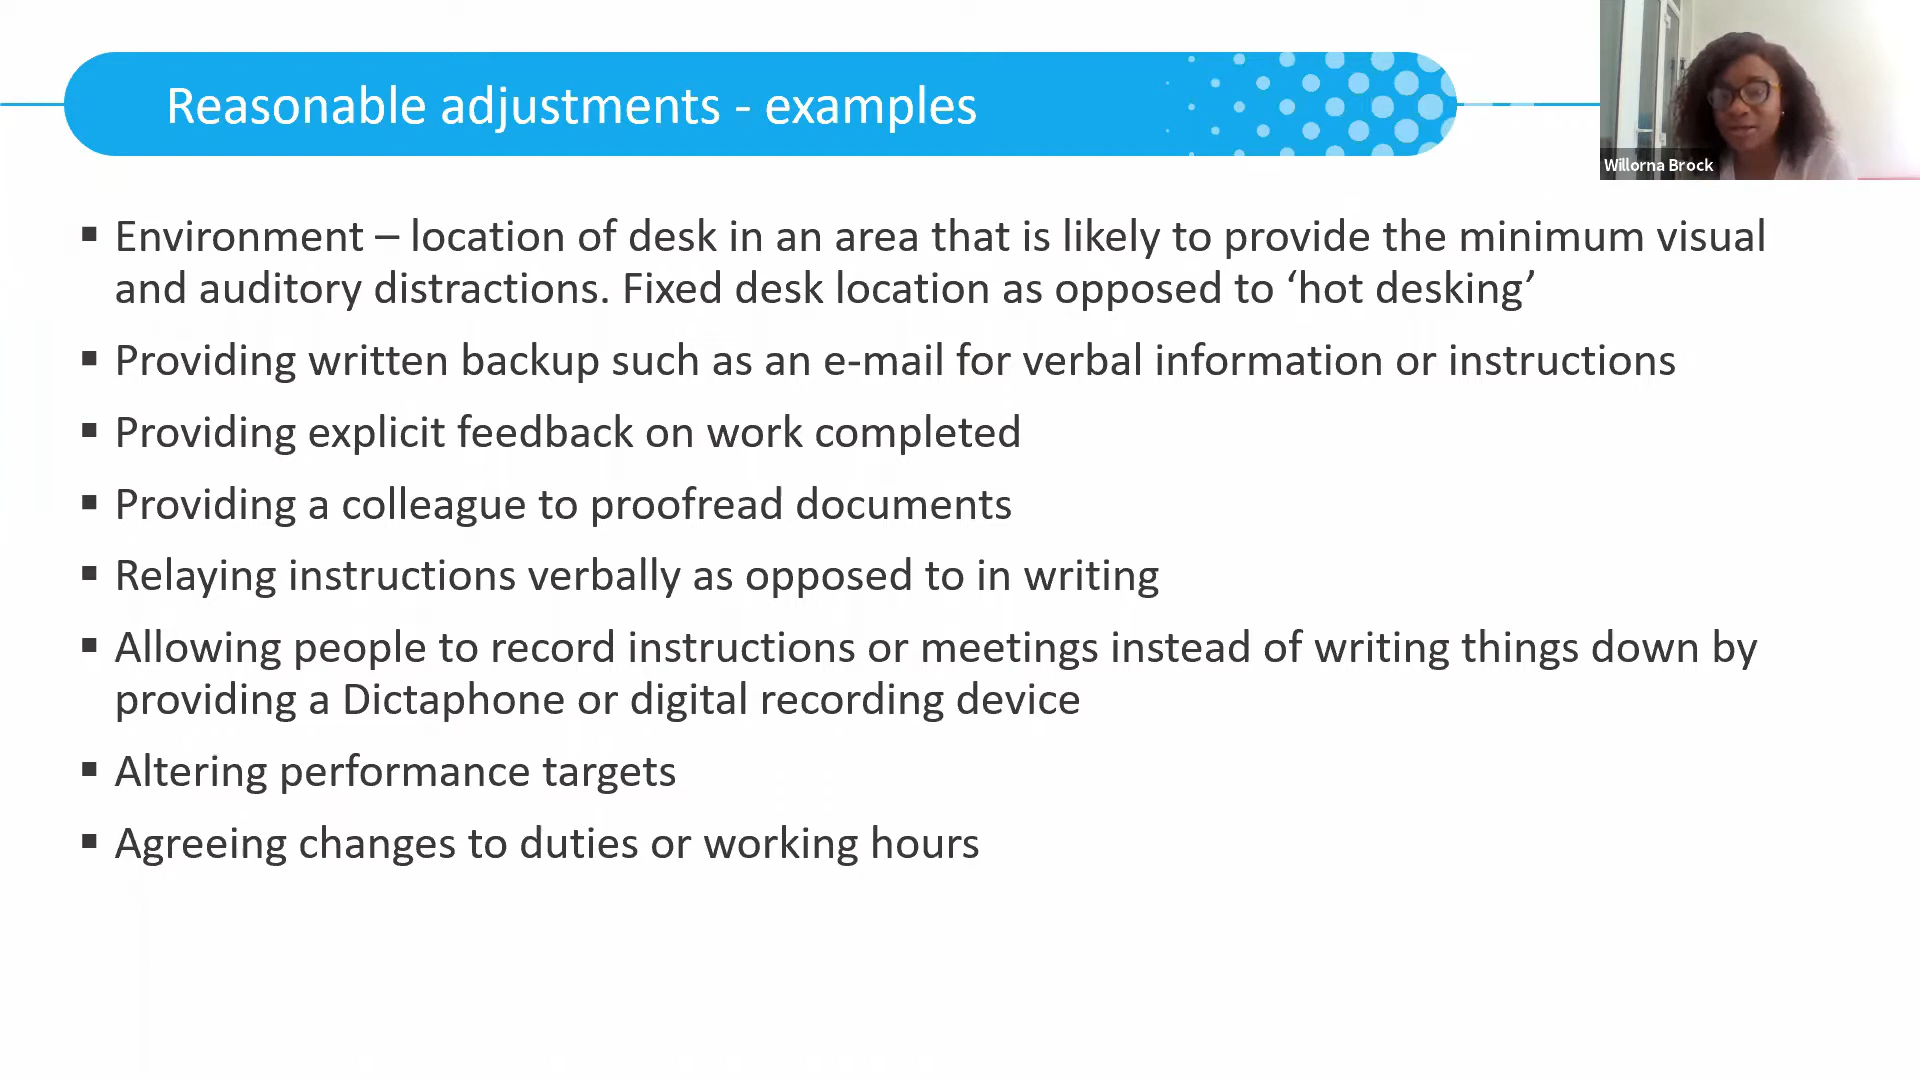 Reasonable adjustments - examples
Willorna Brock
▪ Environment – location of desk in an area that is likely to provide the minimum visual
and auditory distractions. Fixed desk location as opposed to ‘hot desking’
▪ Providing written backup such as an e-mail for verbal information or instructions
▪ Providing explicit feedback on work completed
▪ Providing a colleague to proofread documents
▪ Relaying instructions verbally as opposed to in writing
▪ Allowing people to record instructions or meetings instead of writing things down by
providing a Dictaphone or digital recording device
▪ Altering performance targets
▪ Agreeing changes to duties or working hours